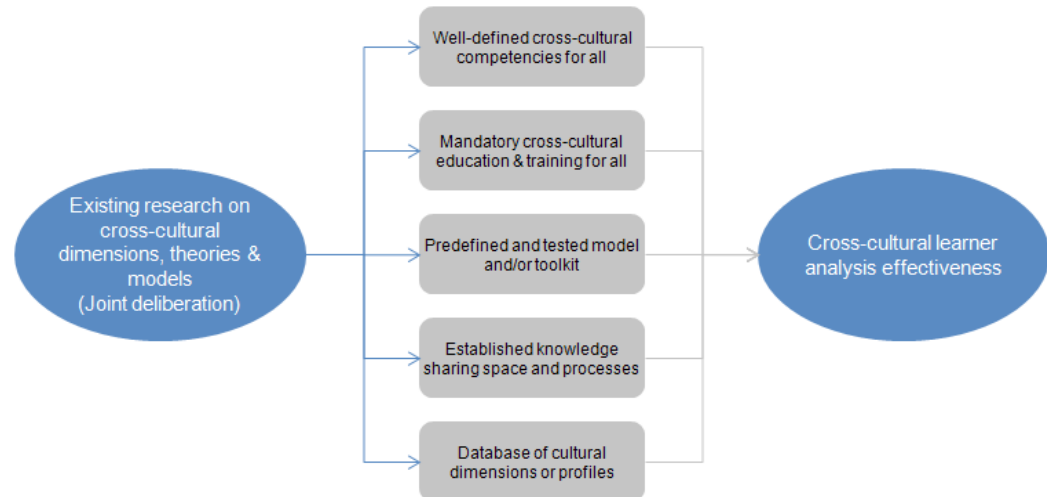 Well-defined cross-cultural
competencies for all
Mandatory cross-cultural
education & training for all
Existing research on
cross-cultural
dimensions, theories &
models
(Joint deliberation)
Predefined and tested model
and/or toolkit
Cross-cultural learner
analysis effectiveness
Established knowledge
sharing space and processes
Database of cultural
dimensions or profiles